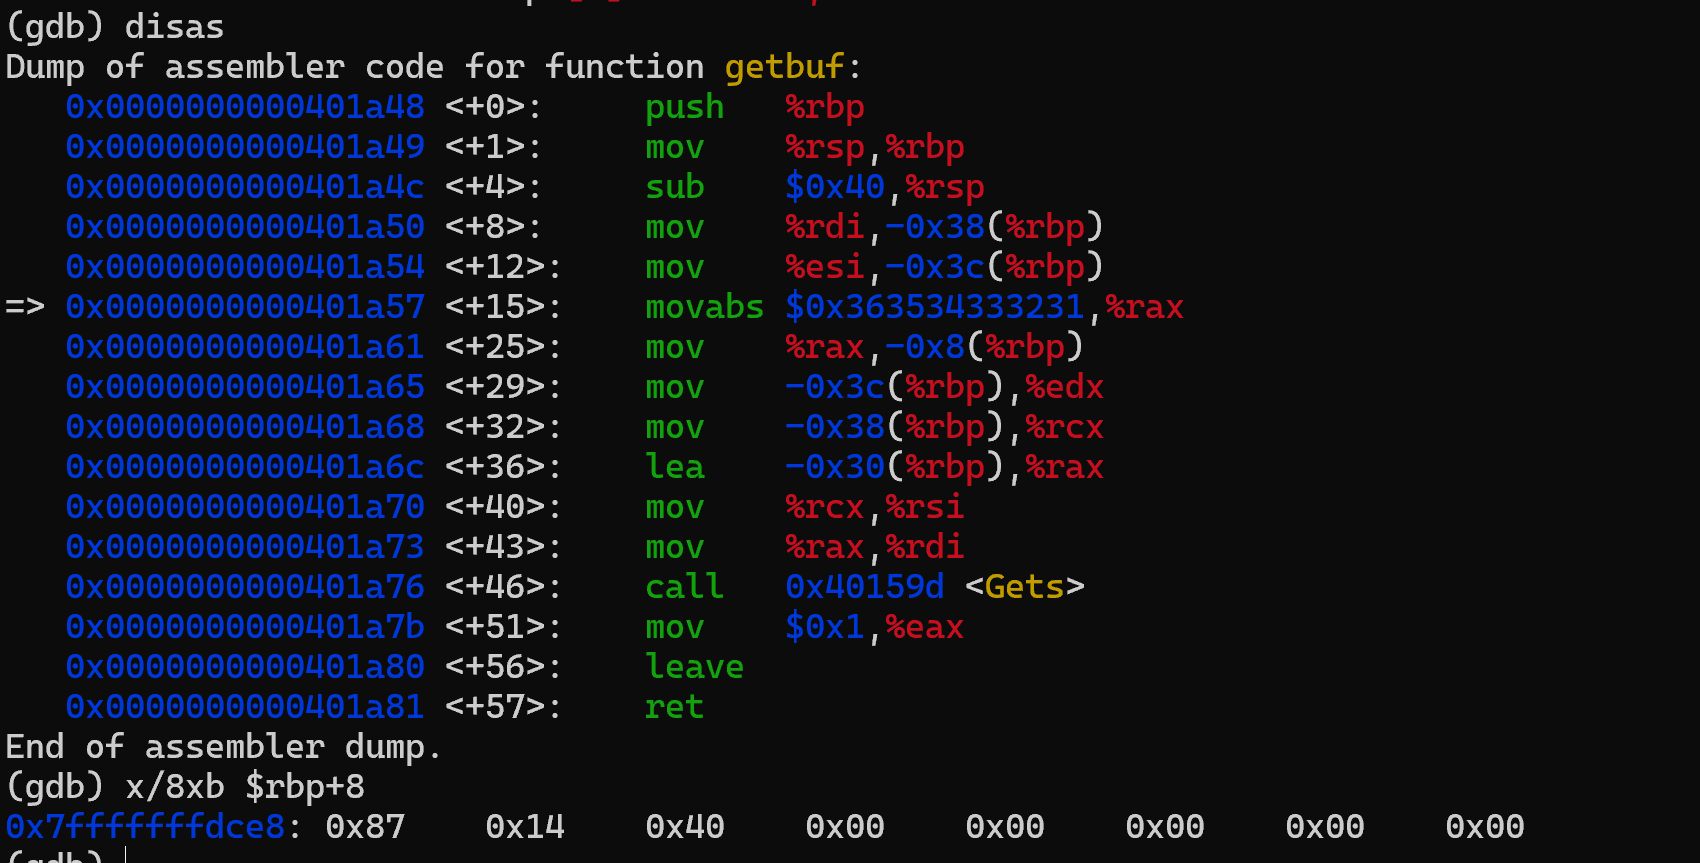 (gdb) disas
Dump of assembler code for function getbuf:
   0x0000000000401a48 <+0>:     push   %rbp
   0x0000000000401a49 <+1>:     mov    %rsp,%rbp
   0x0000000000401a4c <+4>:     sub    $0x40,%rsp
   0x0000000000401a50 <+8>:     mov    %rdi,-0x38(%rbp)
   0x0000000000401a54 <+12>:    mov    %esi,-0x3c(%rbp)
=> 0x0000000000401a57 <+15>:    movabs $0x363534333231,%rax
   0x0000000000401a61 <+25>:    mov    %rax,-0x8(%rbp)
   0x0000000000401a65 <+29>:    mov    -0x3c(%rbp),%edx
   0x0000000000401a68 <+32>:    mov    -0x38(%rbp),%rcx
   0x0000000000401a6c <+36>:    lea    -0x30(%rbp),%rax
   0x0000000000401a70 <+40>:    mov    %rcx,%rsi
   0x0000000000401a73 <+43>:    mov    %rax,%rdi
   0x0000000000401a76 <+46>:    call   0x40159d <Gets>
   0x0000000000401a7b <+51>:    mov    $0x1,%eax
   0x0000000000401a80 <+56>:    leave
   0x0000000000401a81 <+57>:    ret
End of assembler dump.
(gdb) x/8xb $rbp+8
0x7fffffffdce8: 0x87    0x14    0x40    0x00    0x00    0x00    0x00    0x00
(gdb)